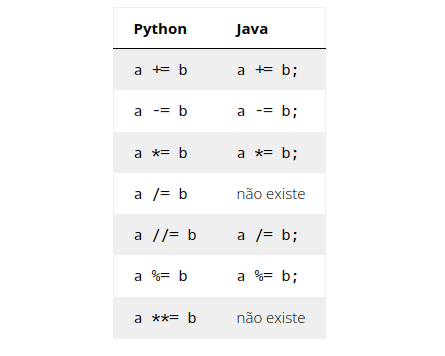 Python Java
a += b a += b;
a -= b a -= b;
a *= b a *= b;
a /= b não existe
a //= b a /= b;
a %= b a %= b;
a **= b não existe